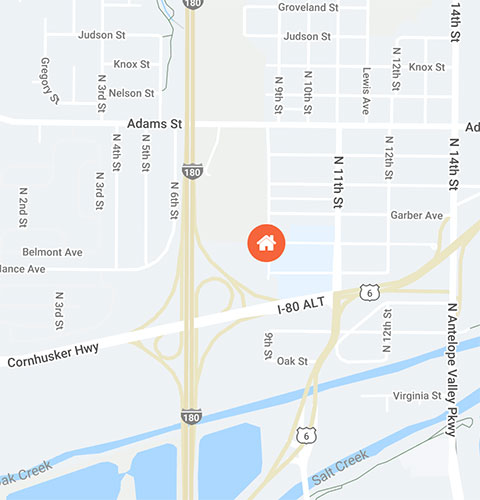 180
Groveland St
Judson St
Judson St
N 14th St
Gregory St
Knox St
N 3rd St
Nelson St
N 9th St
N 10th St
Lewis Ave
N 12th St
Knox St
Adams St
Ad
N 4th St
N 5th St
N 6th St
180
N 11th St
N 12th St
N 14th St
N 2nd St
N 3rd St
Garber Ave
Belmont Ave
lance Ave
N 3rd St
6
I-80 ALT
Cornhusker Hwy
9th St
N 12th St
N Antelope Valley Pkwy
Oak St
Virginia St
180
6
Oak Creek
Salt Creek